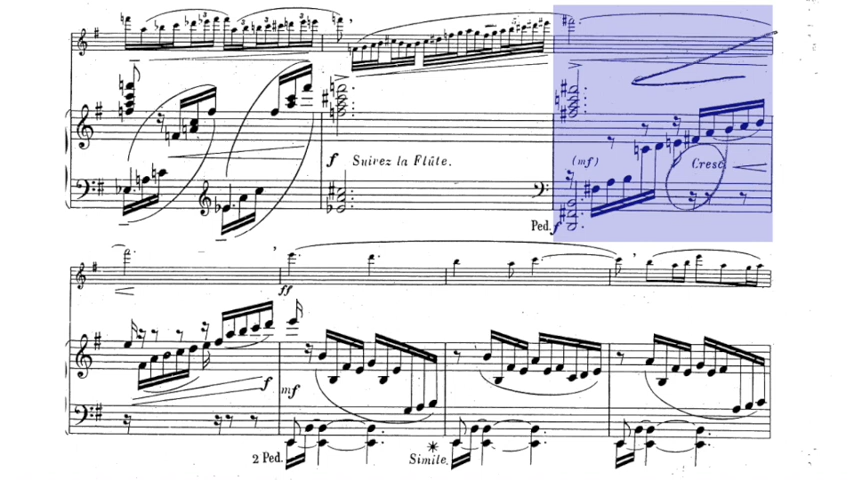 f Suivez la Flûte. (mf) Cresc.
Ped. f
ff
f mf
2 Ped. Simile.